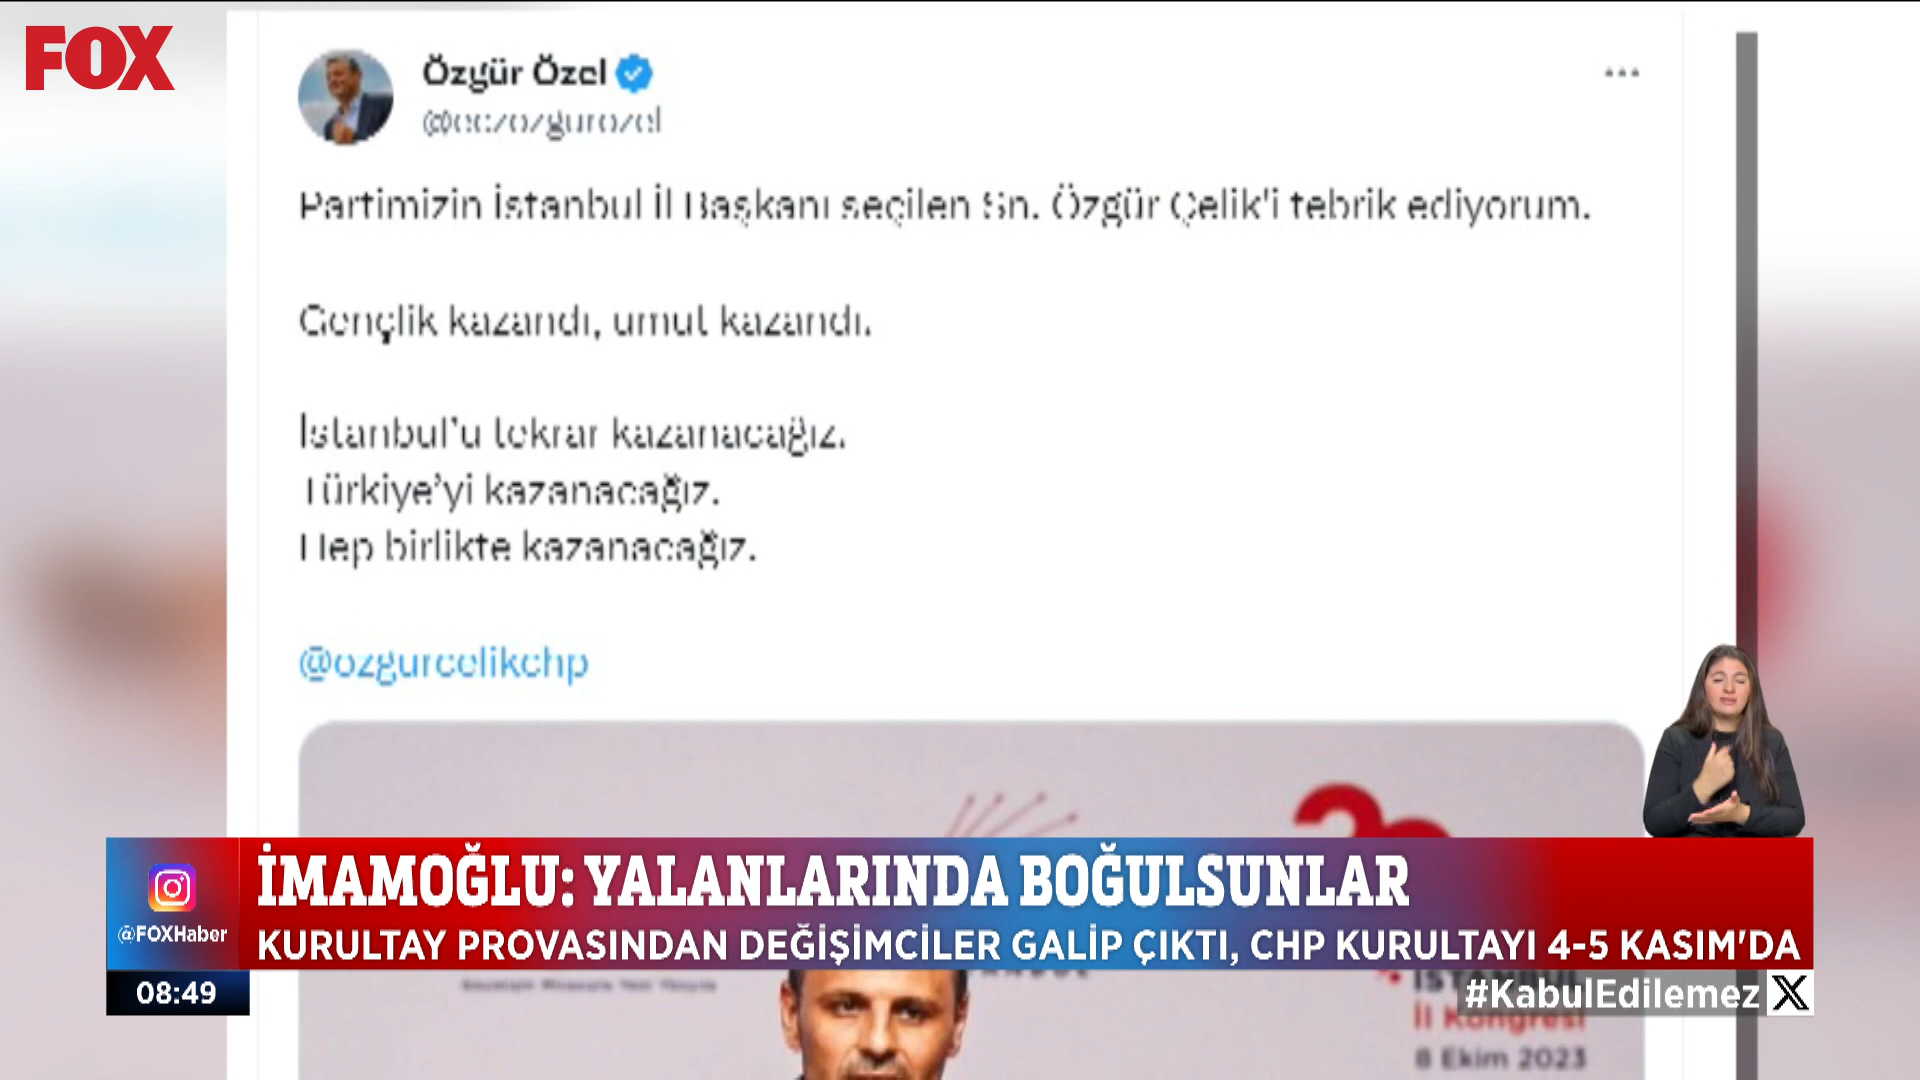 FOX
Özgür Özel
@eczozgurozel
Partimizin İstanbul İl Başkanı seçilen Sn. Özgür Çelik'i tebrik ediyorum.
Gençlik kazandı, umut kazandı.
İstanbul'u tekrar kazanacağız.
Türkiye'yi kazanacağız.
Hep birlikte kazanacağız.
@ozgurcelikchp
İMAMOĞLU: YALANLARINDA BOĞULSUNLAR
@FOXHaber
KURULTAY PROVASINDAN DEĞİŞİMCİLER GALİP ÇIKTI, CHP KURULTAYI 4-5 KASIM'DA
08:49
İSTANBUL
#KabulEdilemez X
İl Kongresi
8 Ekim 2023